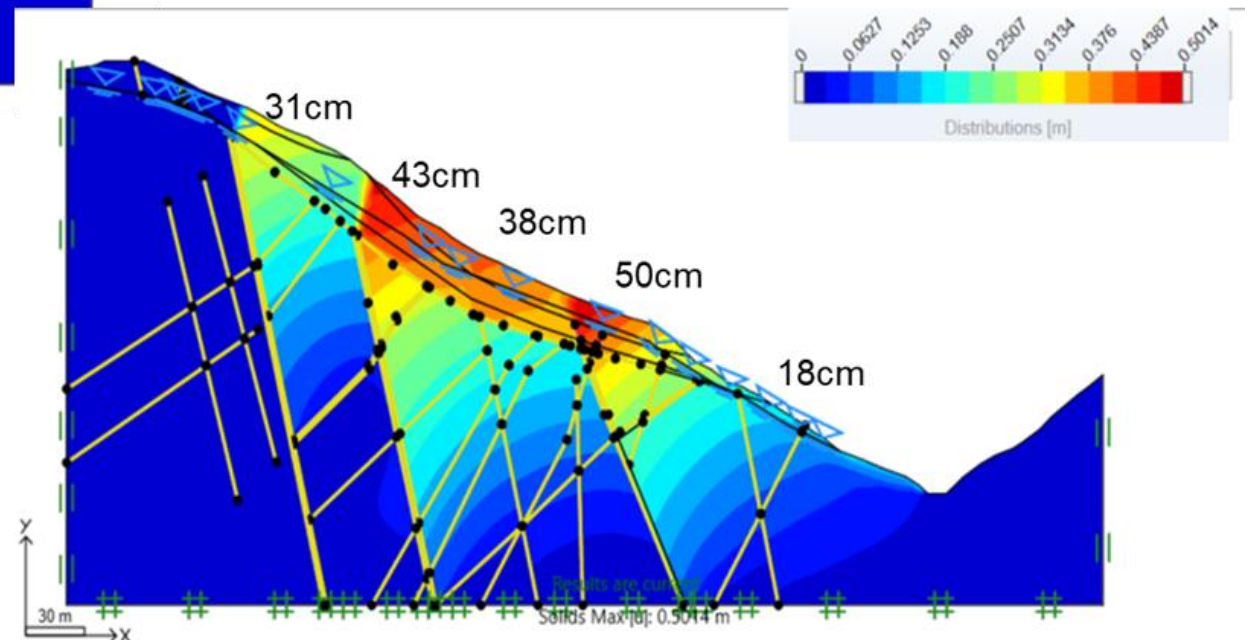 0
0.0627
0.1253
0.188
0.2507
0.3134
0.376
0.4387
0.5014
Distributions [m]
31cm
43cm
38cm
50cm
18cm
Y
Results are current
30 m
Solids Max [u]: 0.5014 m
X